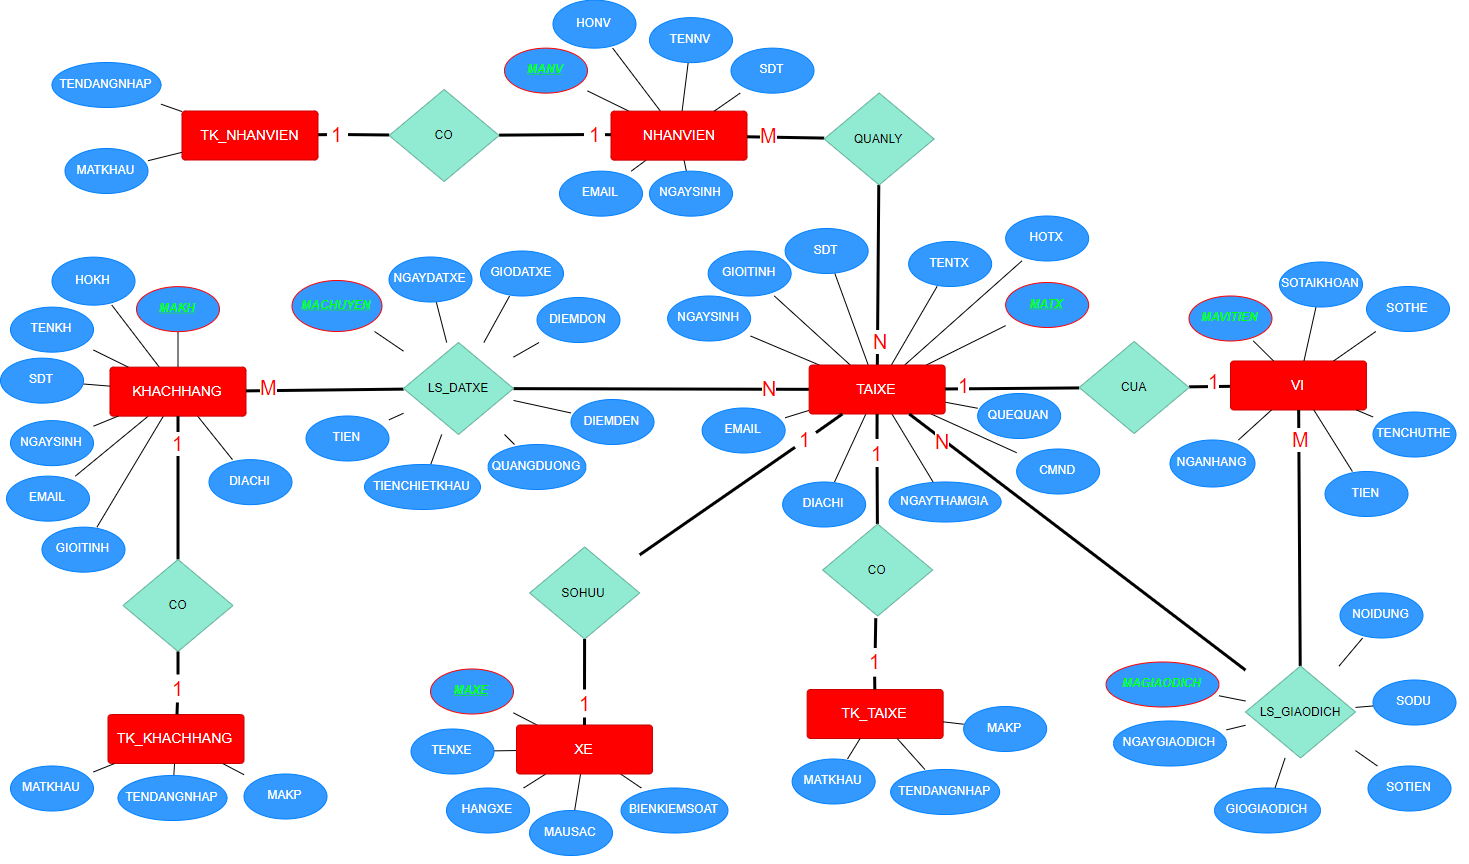 HONV
TENNV
MANV
SDT
TENDANGNHAP
TK_NHANVIEN
1
CO
1
NHANVIEN
M
QUANLY
MATKHAU
EMAIL
NGAYSINH
HOKH
MAKH
TENKH
SDT
KHACHHANG
NGAYSINH
EMAIL
GIOITINH
DIACHI
M
MACHUYEN
NGAYDATXE
GIODATXE
DIEMDON
LS_DATXE
DIEMDEN
QUANGDUONG
TIENCHIETKHAU
TIEN
N
N
SDT
GIOITINH
NGAYSINH
TENTX
HOTX
MATX
TAIXE
EMAIL
DIACHI
NGAYTHAMGIA
CMND
QUEQUAN
1
CUA
1
MAVITIEN
SOTAIKHOAN
SOTHE
VI
TENCHUTHE
NGANHANG
TIEN
M
1
1
1
N
CO
1
TK_KHACHHANG
MATKHAU
TENDANGNHAP
MAKP
SOHUU
1
MAXE
TENXE
XE
HANGXE
MAUSAC
BIENKIEMSOAT
CO
1
TK_TAIXE
MAKP
MATKHAU
TENDANGNHAP
NOIDUNG
MAGIAODICH
LS_GIAODICH
SODU
NGAYGIAODICH
GIOGIAODICH
SOTIEN